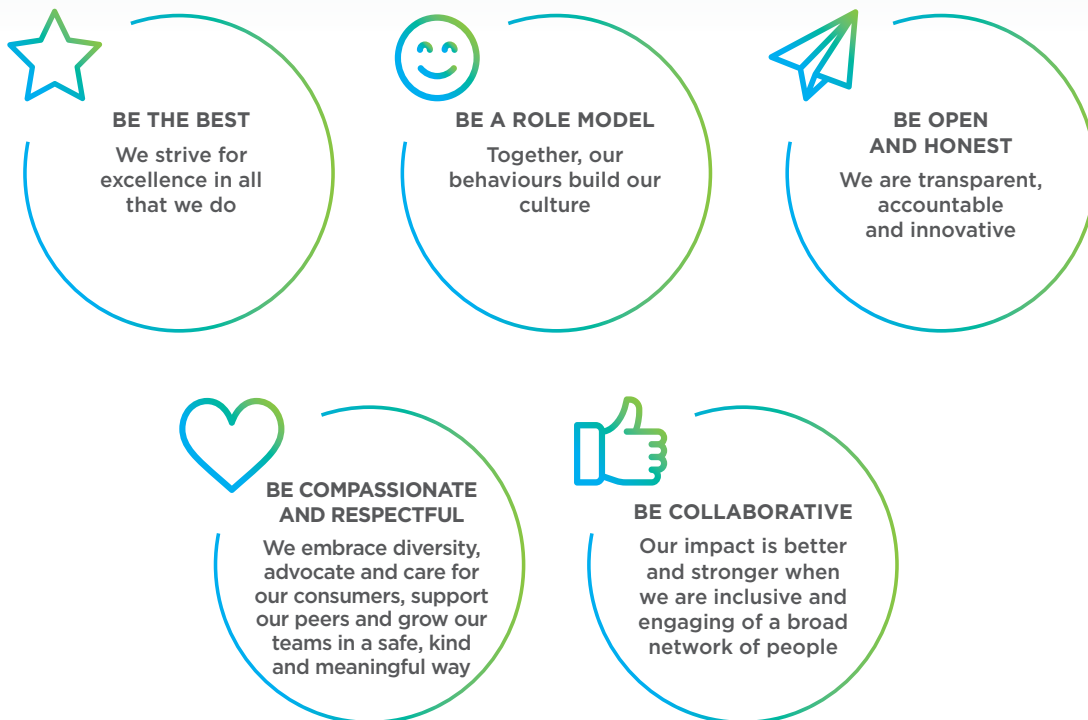 BE THE BEST
We strive for
excellence in all
that we do
BE A ROLE MODEL
Together, our
behaviours build our
culture
BE OPEN
AND HONEST
We are transparent,
accountable
and innovative
BE COMPASSIONATE
AND RESPECTFUL
We embrace diversity,
advocate and care for
our consumers, support
our peers and grow our
teams in a safe, kind
and meaningful way
BE COLLABORATIVE
Our impact is better
and stronger when
we are inclusive and
engaging of a broad
network of people